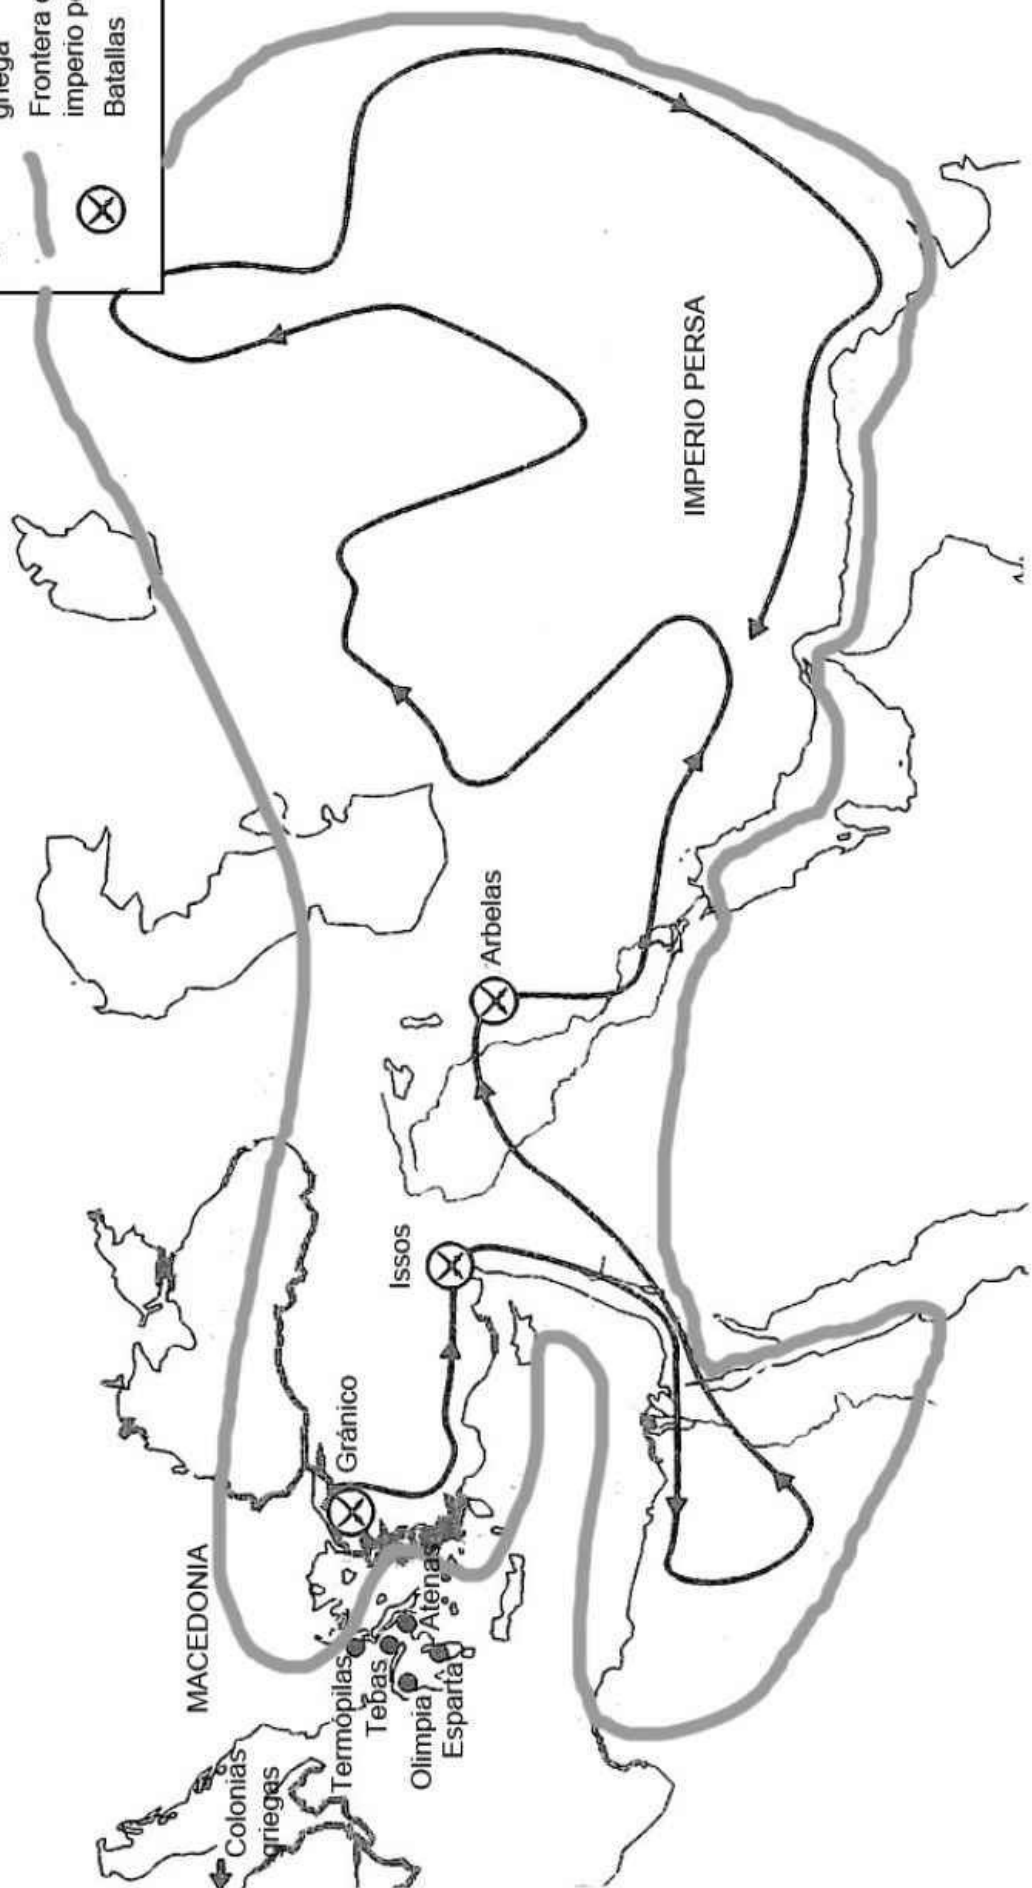 griega
Frontera
imperio
Batallas
MACEDONIA
Colonias
griegas
Termópilas
Tebas
Olimpia
Esparta
Atenas
Gránico
Issos
Arbelas
IMPERIO PERSA